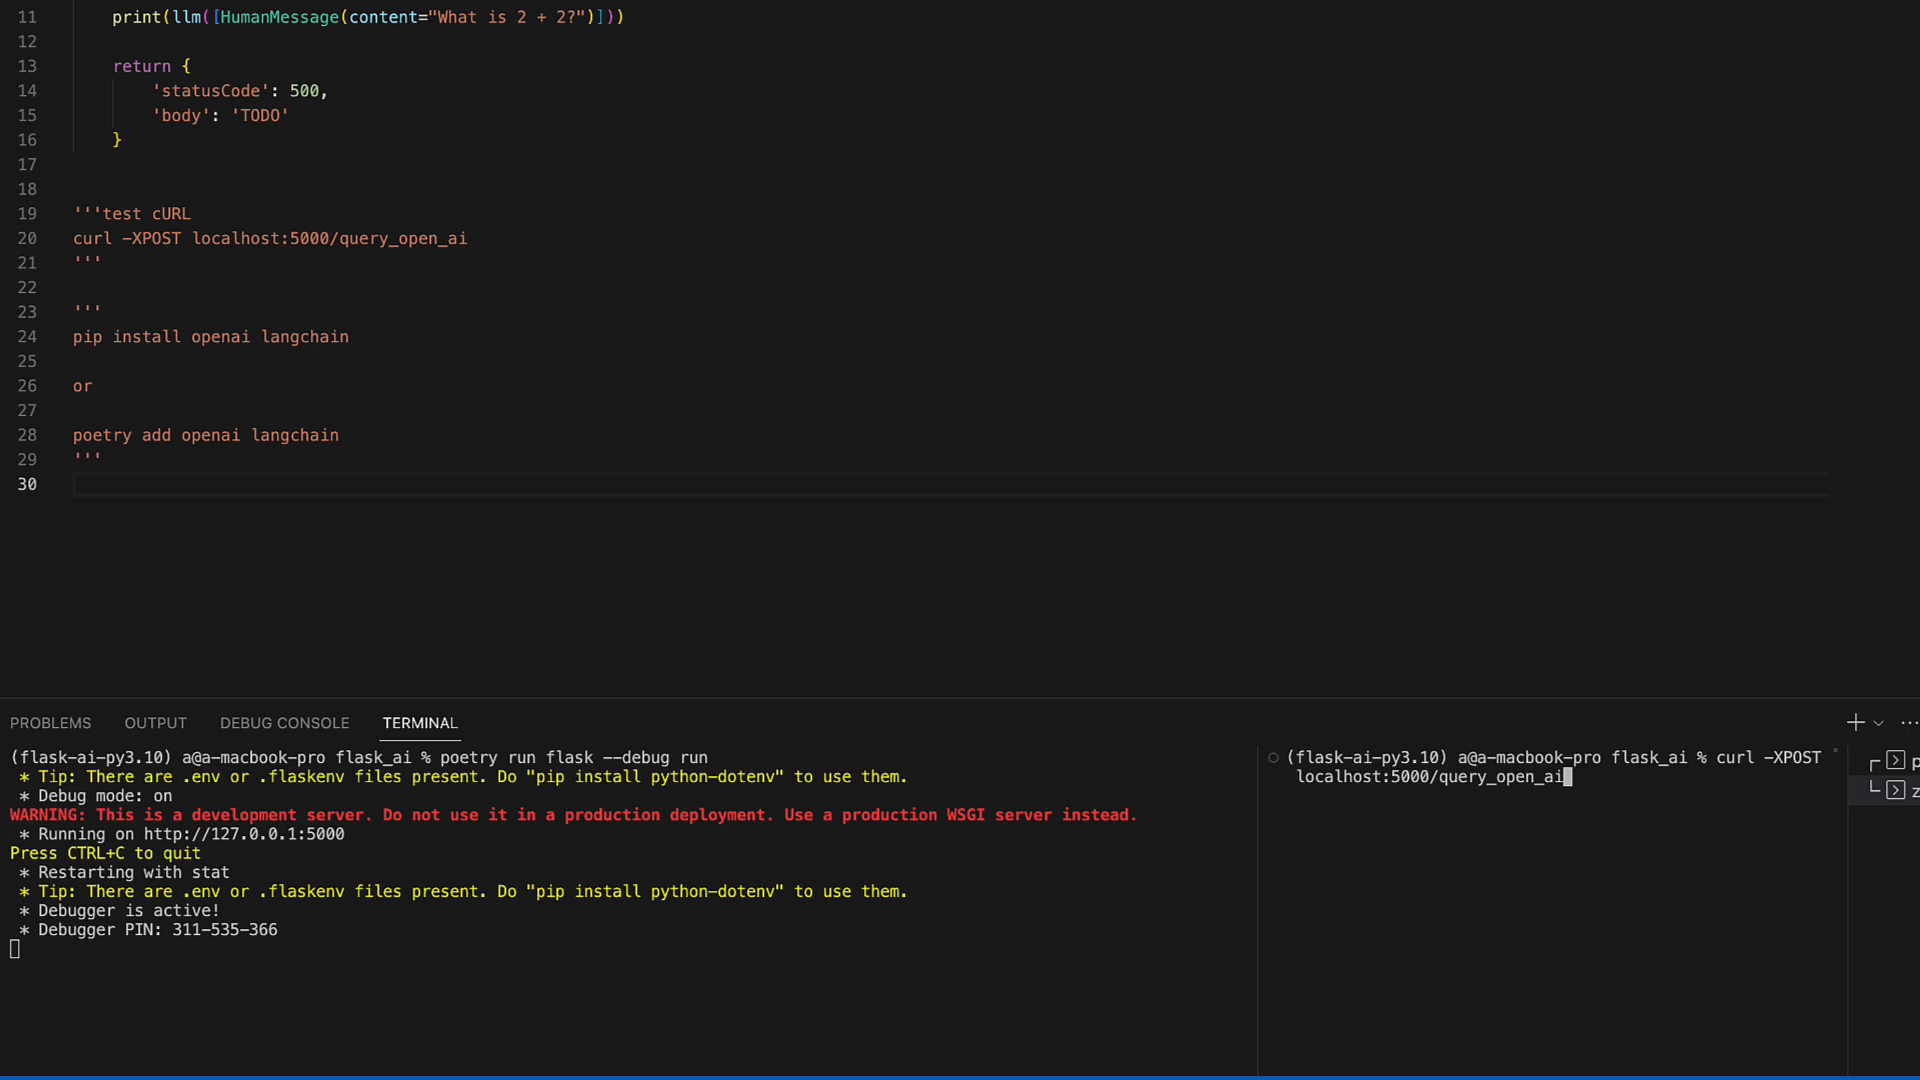 11 print(llm([HumanMessage(content="What is 2 + 2?")]))
12
13 return {
14 'statusCode': 500,
15 'body': 'TODO'
16 }
17
18
19 '''test cURL
20 curl -XPOST localhost:5000/query_open_ai
21 '''
22
23 '''
24 pip install openai langchain
25
26 or
27
28 poetry add openai langchain
29 '''
30
PROBLEMS OUTPUT DEBUG CONSOLE TERMINAL
(flask-ai-py3.10) a@a-macbook-pro flask_ai % poetry run flask --debug run
* Tip: There are .env or .flaskenv files present. Do "pip install python-dotenv" to use them.
* Debug mode: on
WARNING: This is a development server. Do not use it in a production deployment. Use a production WSGI server instead.
* Running on http://127.0.0.1:5000
Press CTRL+C to quit
* Restarting with stat
* Tip: There are .env or .flaskenv files present. Do "pip install python-dotenv" to use them.
* Debugger is active!
* Debugger PIN: 311-535-366
(flask-ai-py3.10) a@a-macbook-pro flask_ai % curl -XPOST
localhost:5000/query_open_ai
p
z